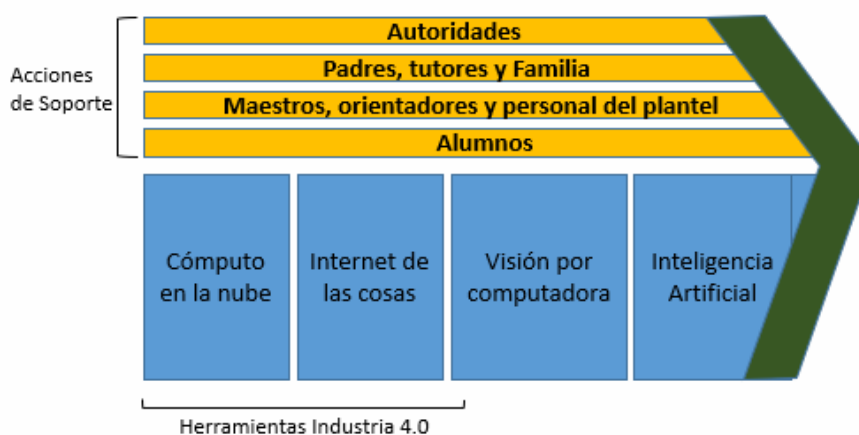 Autoridades
Padres, tutores y Familia
Maestros, orientadores y personal del plantel
Alumnos
Acciones
de Soporte
Cómputo
en la nube
Internet de
las cosas
Visión por
computadora
Inteligencia
Artificial
Herramientas Industria 4.0